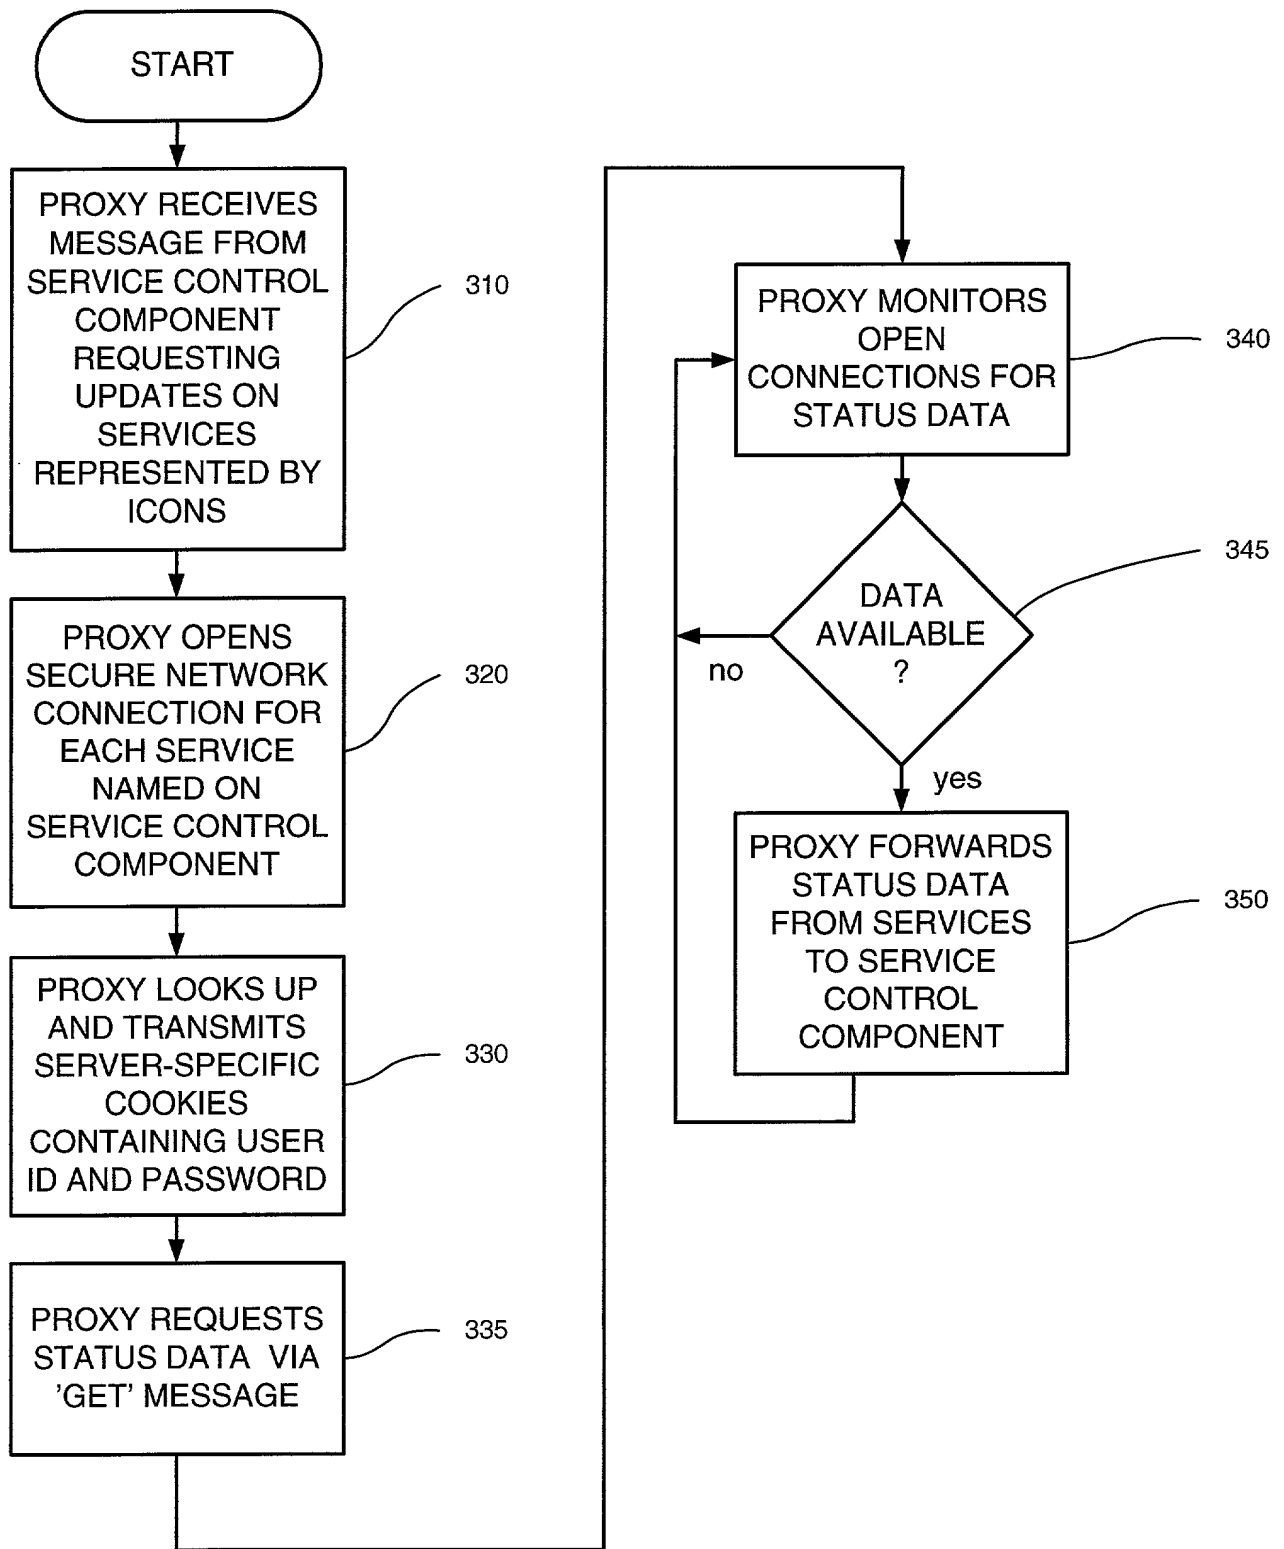 START
PROXY RECEIVES
MESSAGE FROM
SERVICE CONTROL
COMPONENT
REQUESTING
UPDATES ON
SERVICES
REPRESENTED BY
ICONS
310
PROXY OPENS
SECURE NETWORK
CONNECTION FOR
EACH SERVICE
NAMED ON
SERVICE CONTROL
COMPONENT
320
PROXY LOOKS UP
AND TRANSMITS
SERVER-SPECIFIC
COOKIES
CONTAINING USER
ID AND PASSWORD
330
PROXY REQUESTS
STATUS DATA VIA
'GET' MESSAGE
335
PROXY MONITORS
OPEN
CONNECTIONS FOR
STATUS DATA
340
DATA
AVAILABLE
?
345
no
yes
PROXY FORWARDS
STATUS DATA
FROM SERVICES
TO SERVICE
CONTROL
COMPONENT
350